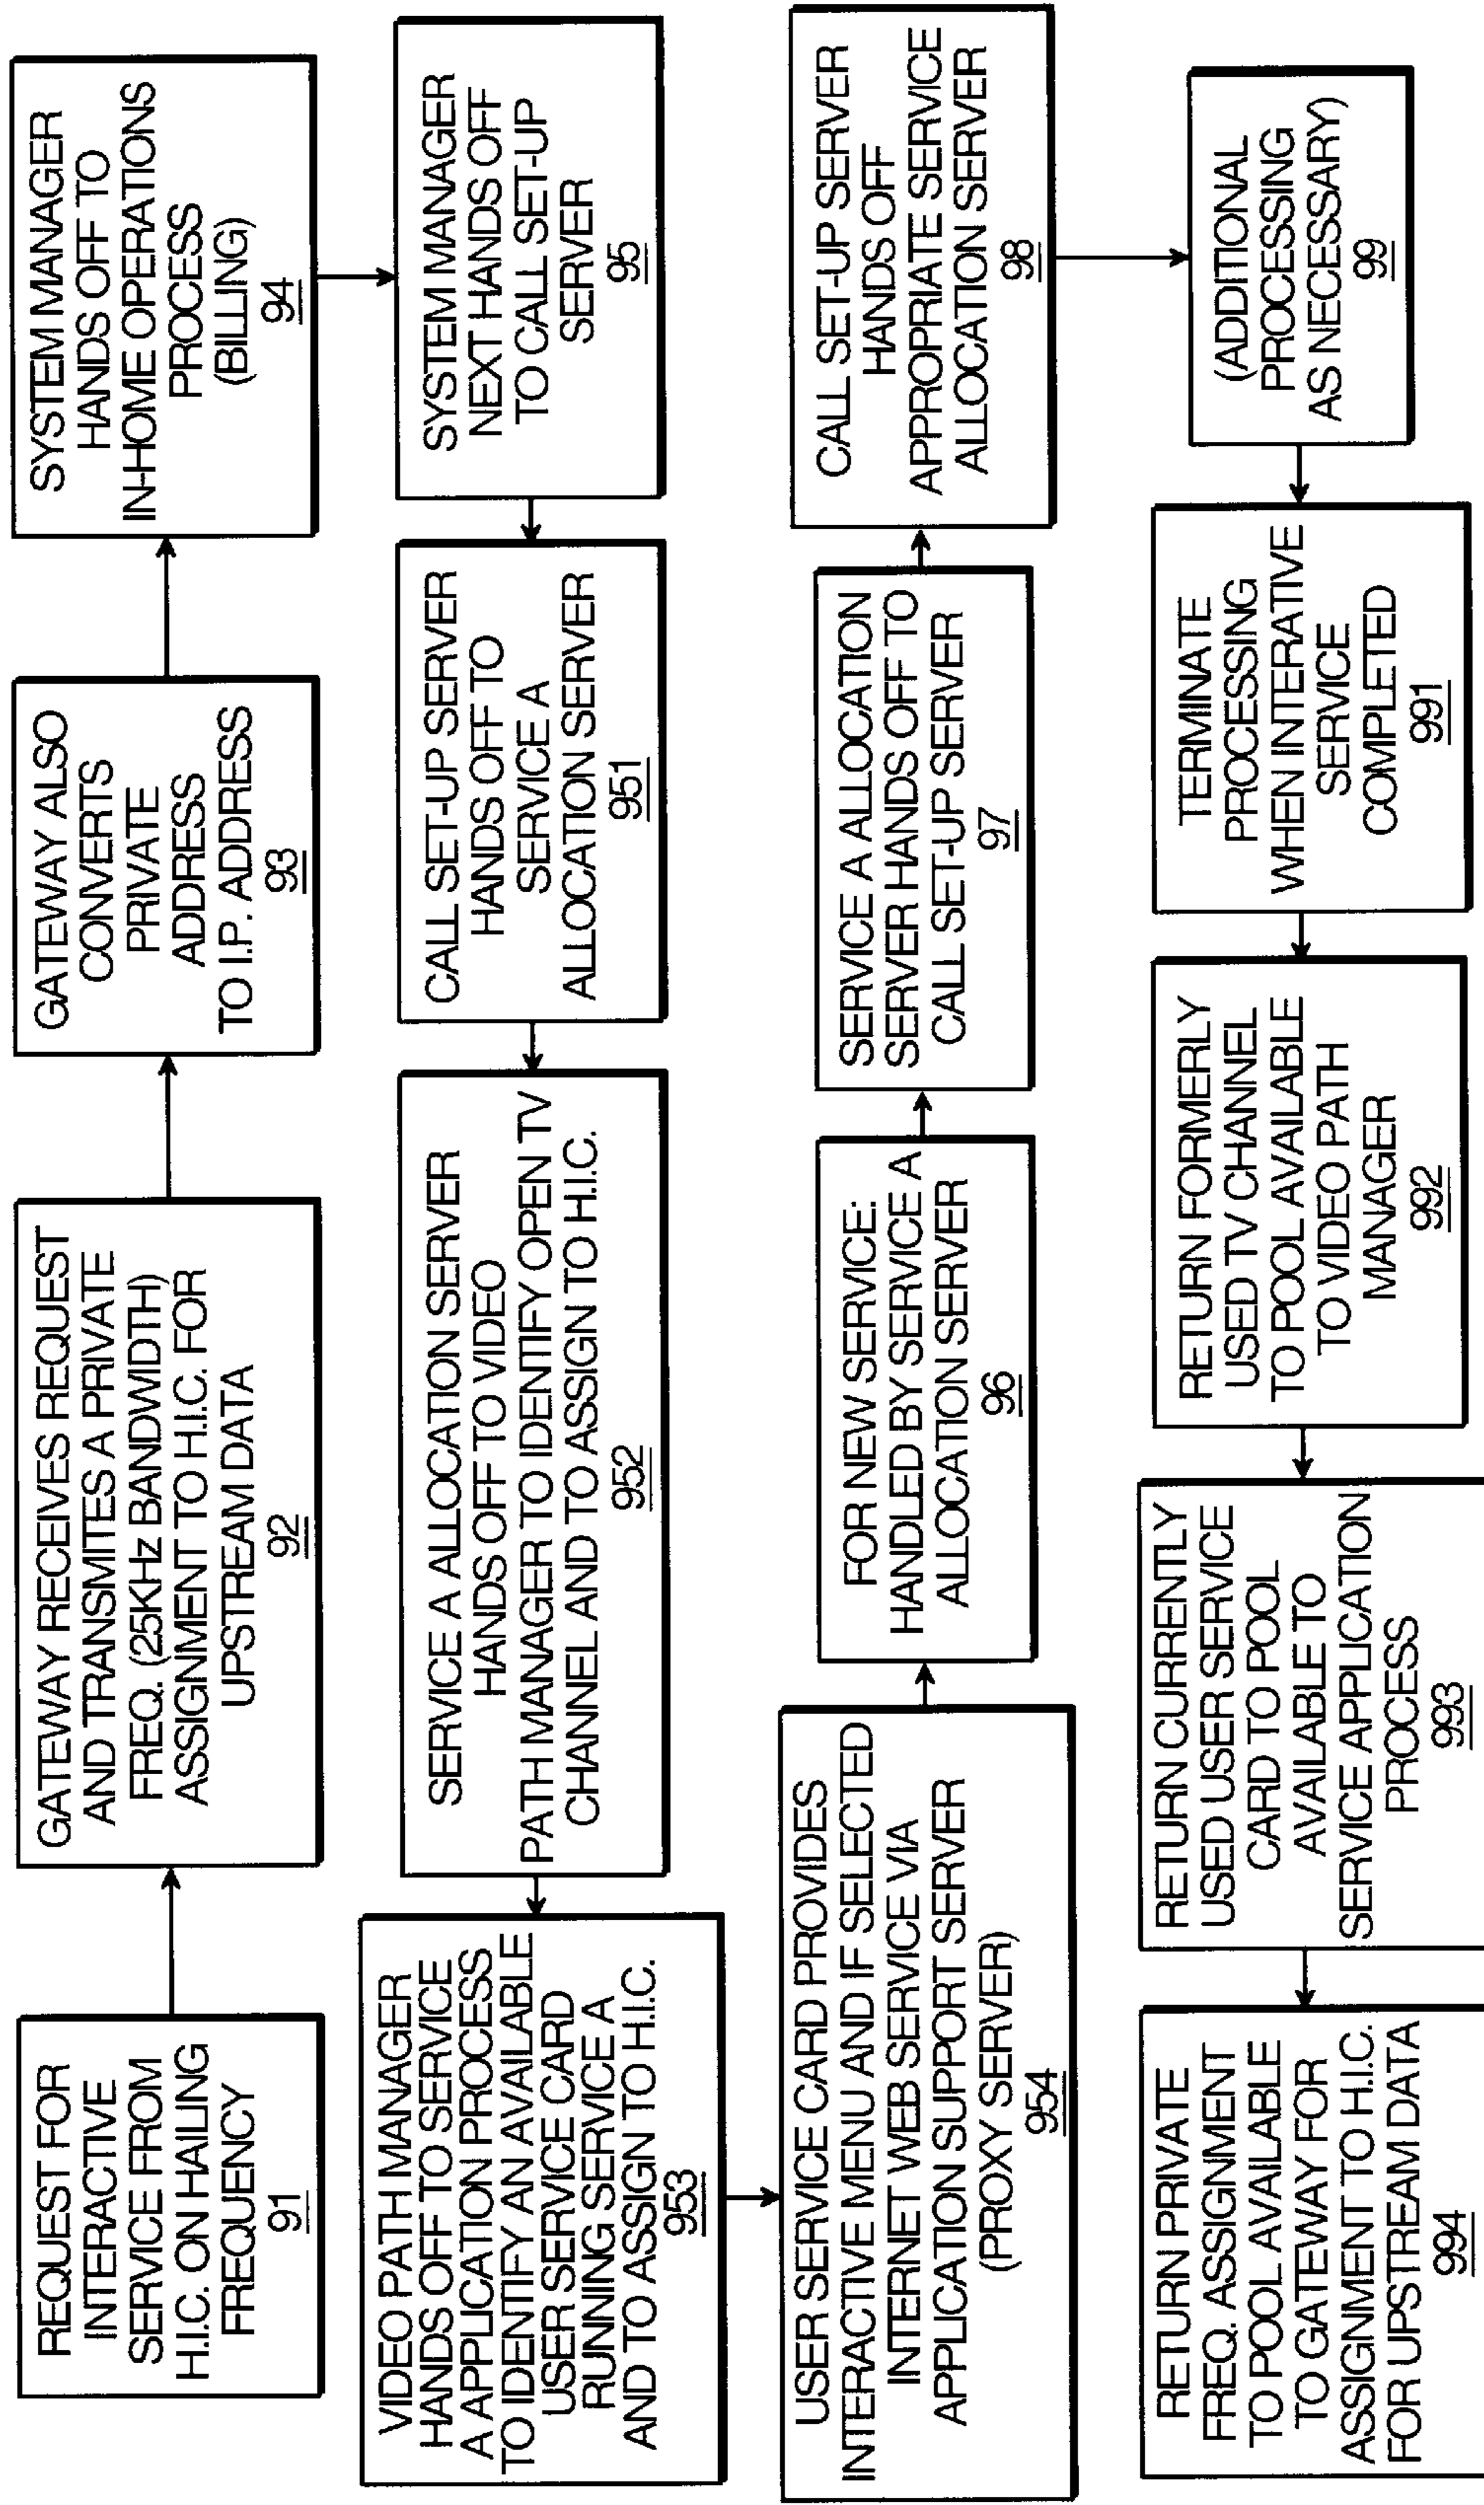 REQUEST FOR
INTERACTIVE
SERVICE FROM
H.I.C. ON HAILING
FREQUENCY
91
GATEWAY RECEIVES REQUEST
AND TRANSMITES A PRIVATE
FREQ. (25KHz BANDWIDTH)
ASSIGNMENT TO H.I.C. FOR
UPSTREAM DATA
92
GATEWAY ALSO
CONVERTS
PRIVATE
ADDRESS
TO I.P. ADDRESS
93
SYSTEM MANAGER
HANDS OFF TO
IN-HOME OPERATIONS
PROCESS
(BILLING)
94
SYSTEM MANAGER
NEXT HANDS OFF
TO CALL SET-UP
SERVER
95
CALL SET-UP SERVER
HANDS OFF TO
SERVICE A
ALLOCATION SERVER
951
SERVICE A ALLOCATION SERVER
HANDS OFF TO VIDEO
PATH MANAGER TO IDENTIFY OPEN TV
CHANNEL AND TO ASSIGN TO H.I.C.
952
VIDEO PATH MANAGER
HANDS OFF TO SERVICE
A APPLICATION PROCESS
TO IDENTIFY AN AVAILABLE
USER SERVICE CARD
RUNNING SERVICE A
AND TO ASSIGN TO H.I.C.
953
USER SERVICE CARD PROVIDES
INTERACTIVE MENU AND IF SELECTED
INTERNET WEB SERVICE VIA
APPLICATION SUPPORT SERVER
(PROXY SERVER)
954
FOR NEW SERVICE:
HANDLED BY SERVICE A
ALLOCATION SERVER
96
SERVICE A ALLOCATION
SERVER HANDS OFF TO
CALL SET-UP SERVER
97
CALL SET-UP SERVER
HANDS OFF
APPROPRIATE SERVICE
ALLOCATION SERVER
98
(ADDITIONAL
PROCESSING
AS NECESSARY)
99
TERMINATE
PROCESSING
WHEN INTERATIVE
SERVICE
COMPLETED
991
RETURN FORMERLY
USED TV CHANNEL
TO POOL AVAILABLE
TO VIDEO PATH
MANAGER
992
RETURN CURRENTLY
USED USER SERVICE
CARD TO POOL
AVAILABLE TO
SERVICE APPLICATION
PROCESS
993
RETURN PRIVATE
FREQ. ASSIGNMENT
TO POOL AVAILABLE
TO GATEWAY FOR
ASSIGNMENT TO H.I.C.
FOR UPSTREAM DATA
994